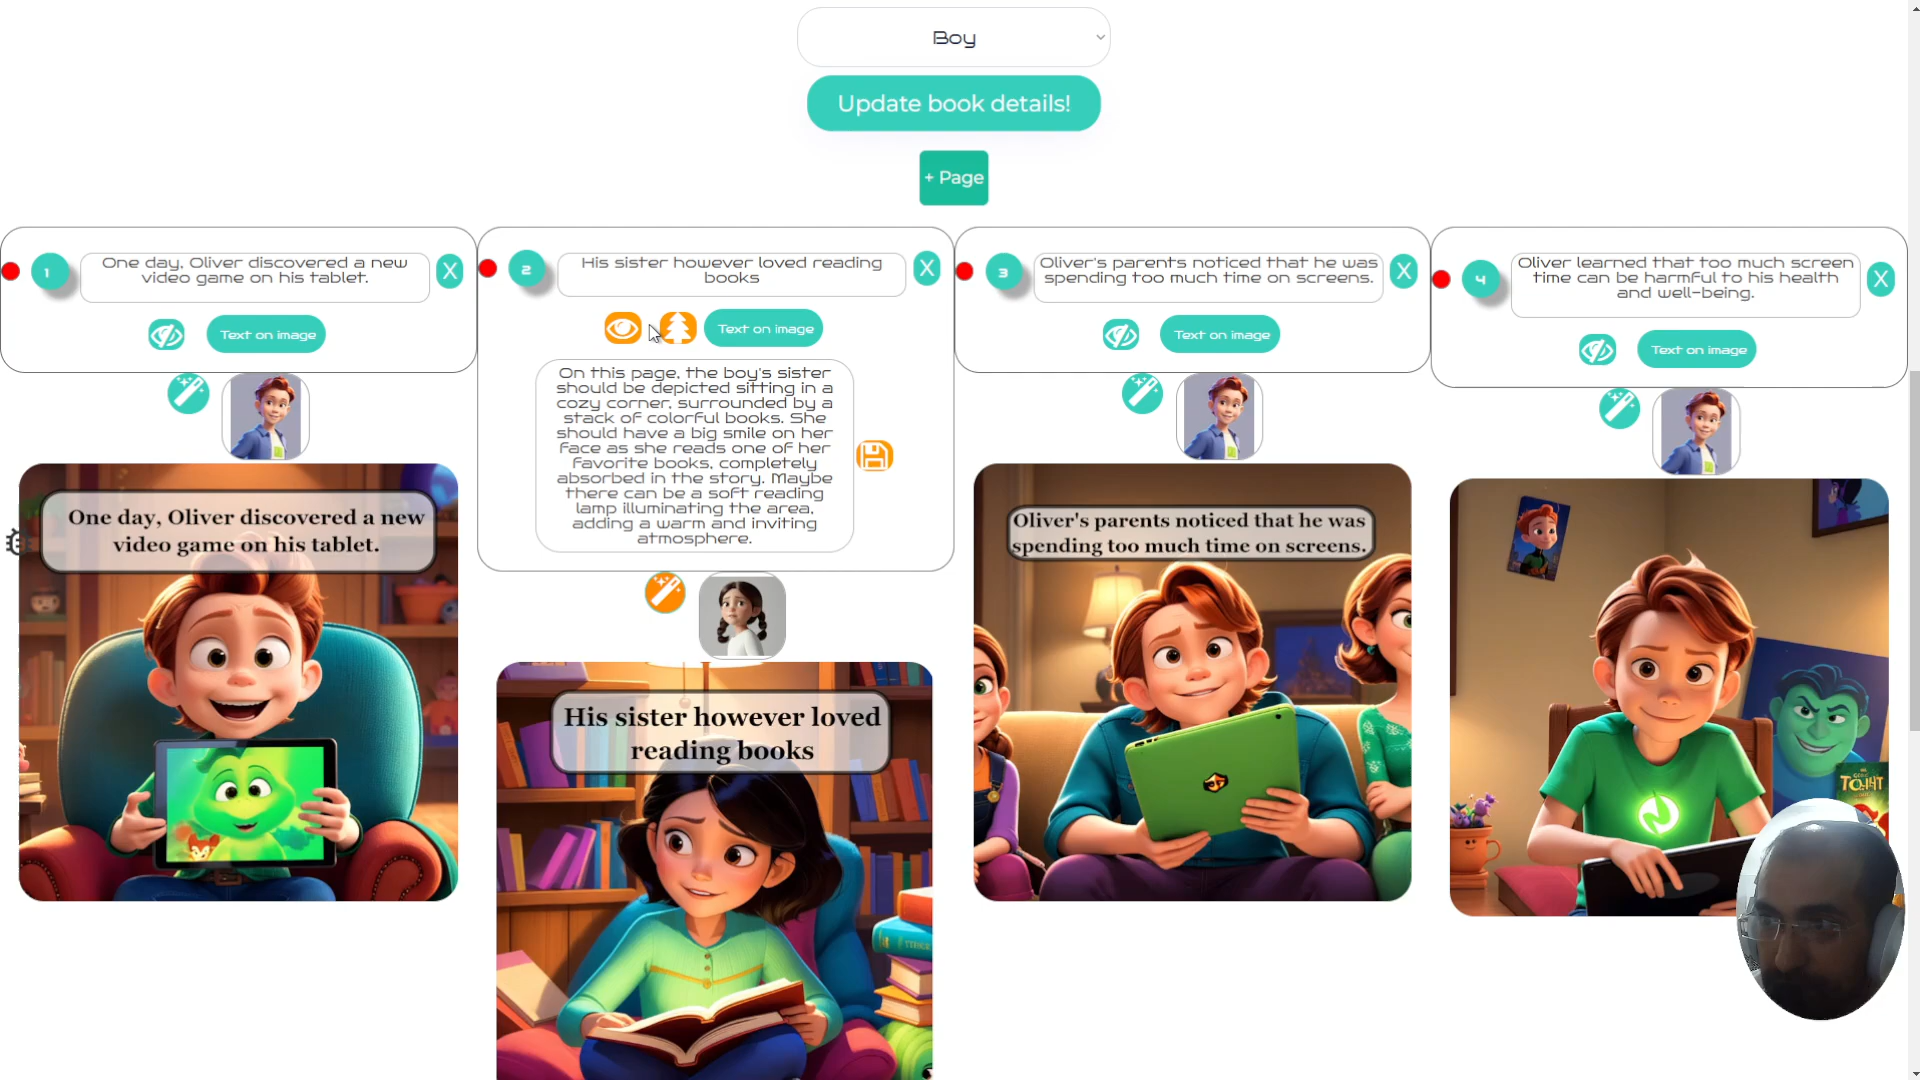 Boy
Update book details!
+ Page
1
One day, Oliver discovered a new
video game on his tablet.
X
Text on image
One day, Oliver discovered a new
video game on his tablet.
2
His sister however loved reading
books
X
Text on image
On this page, the boy's sister
should be depicted sitting in a
cozy corner, surrounded by a
stack of colorful books. She
should have a big smile on her
face as she reads one of her
favorite books, completely
absorbed in the story. Maybe
there can be a soft reading
lamp illuminating the area,
adding a warm and inviting
atmosphere.
His sister however loved
reading books
3
Oliver's parents noticed that he was
spending too much time on screens.
X
Text on image
Oliver's parents noticed that he was
spending too much time on screens.
4
Oliver learned that too much screen
time can be harmful to his health
and well-being.
X
Text on image